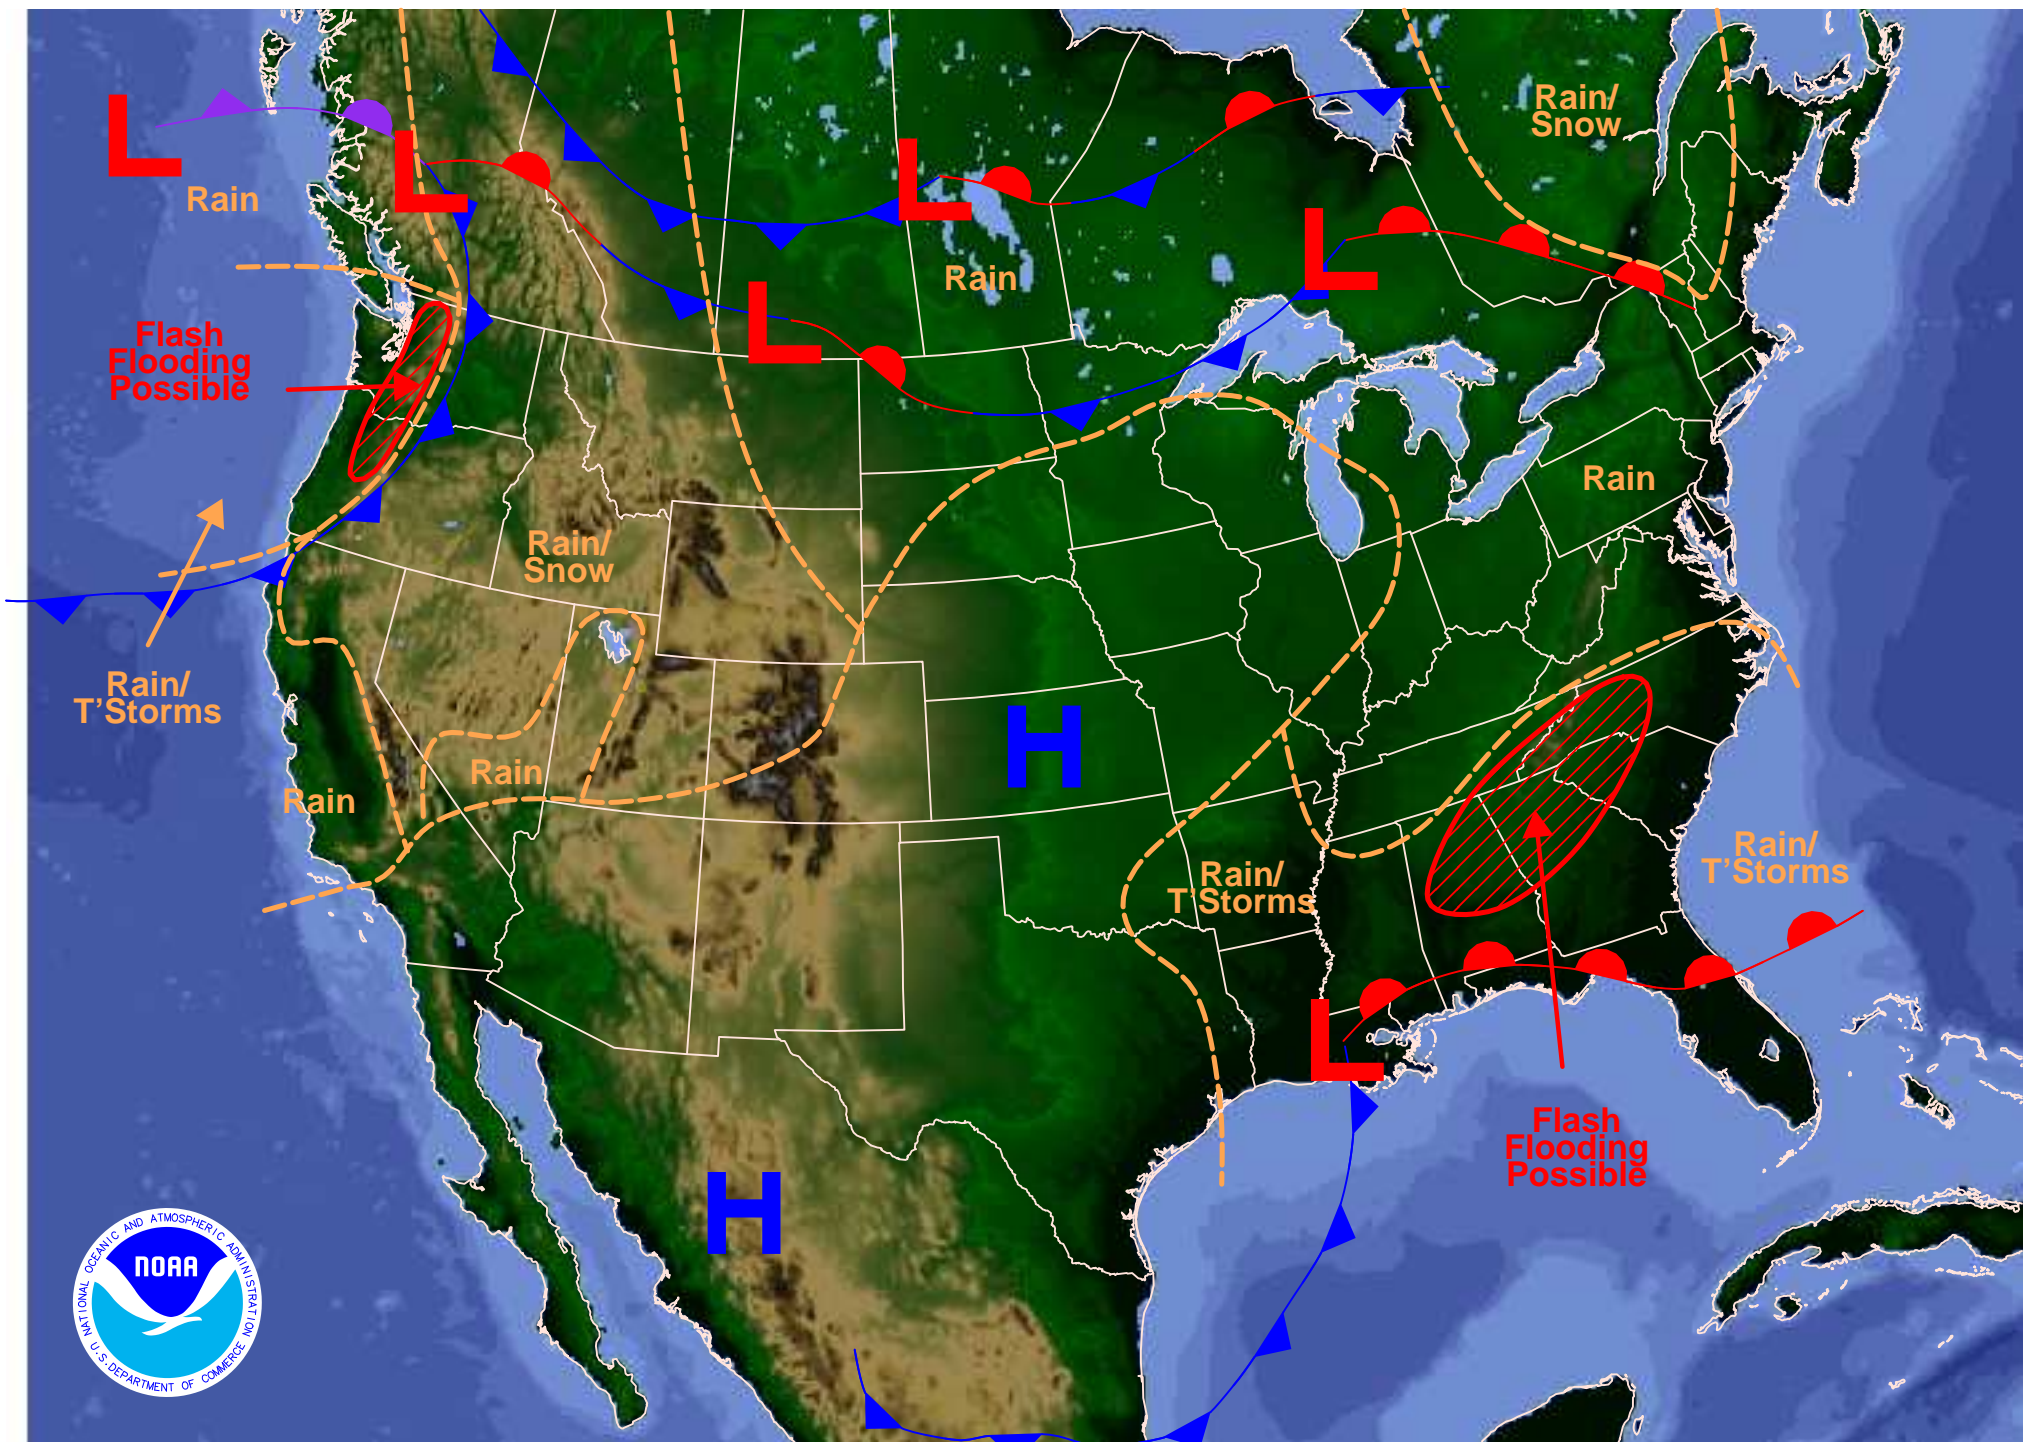 L
L
L
L
L
Rain/
Snow
Rain
Rain
Flash
Flooding
Possible
Rain
Rain/
Snow
Rain/
T'Storms
H
Rain
Rain
Rain/
T'Storms
Rain/
T'Storms
L
Flash
Flooding
Possible
H
NATIONAL OCEANIC AND ATMOSPHERIC ADMINISTRATION
NOAA
U.S. DEPARTMENT OF COMMERCE